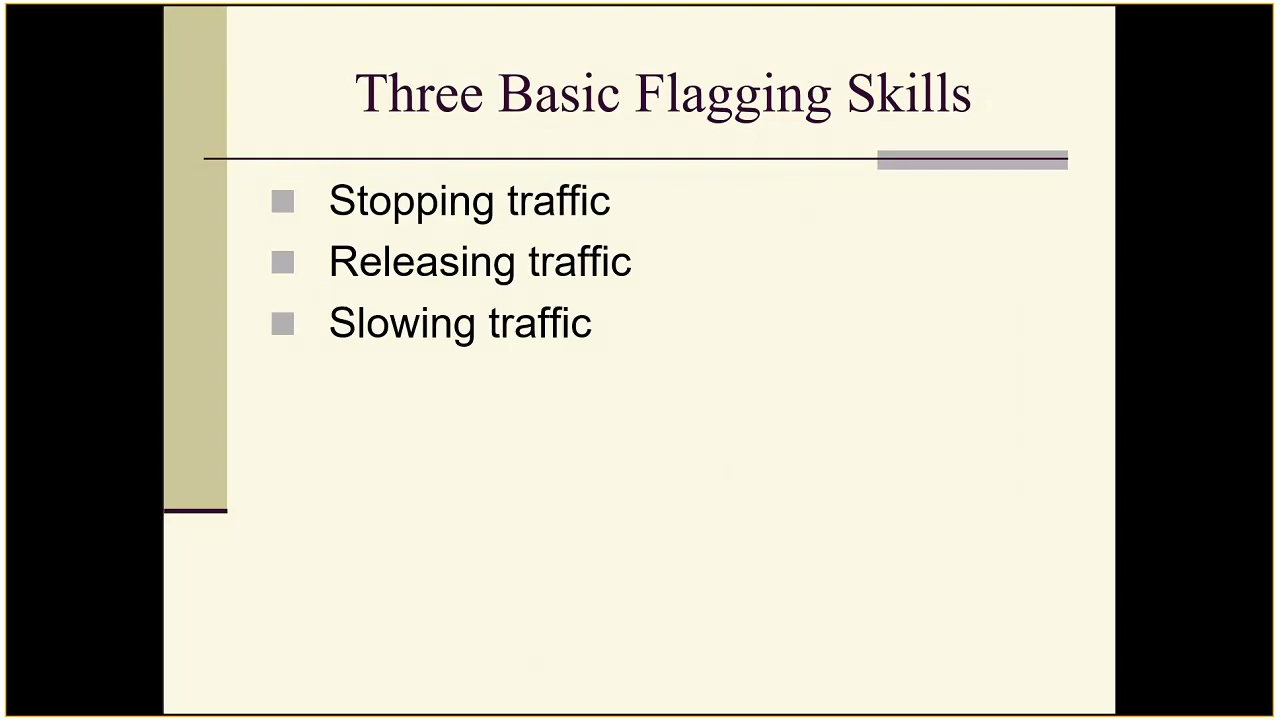 Three Basic Flagging Skills
Stopping traffic
Releasing traffic
Slowing traffic